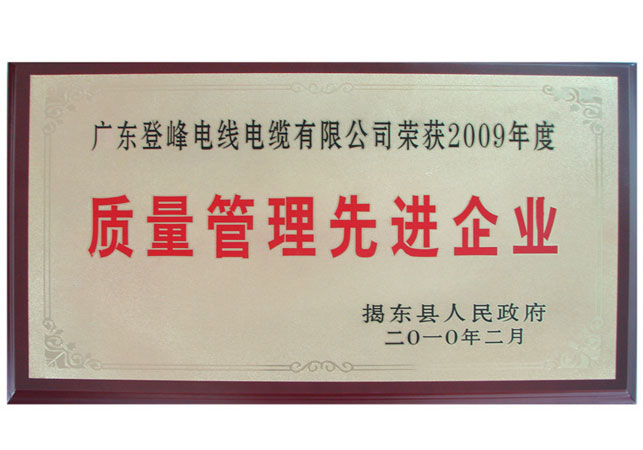 广东登峰电线电缆有限公司荣获2009年度
质量管理先进企业
揭东县人民政府
二〇一〇年二月